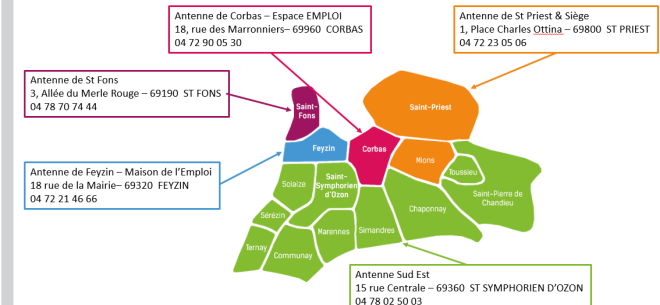 Antenne de Corbas – Espace EMPLOI
18, rue des Marronniers– 69960 CORBAS
04 72 90 05 30
Antenne de St Priest & Siège
1, Place Charles Ottina – 69800 ST PRIEST
04 72 23 05 06
Antenne de St Fons
3, Allée du Merle Rouge – 69190 ST FONS
04 78 70 74 44
Antenne de Feyzin – Maison de l'Emploi
18 rue de la Mairie– 69320 FEYZIN
04 72 21 46 66
Saint-
Fons
Saint-Priest
Feyzin
Corbas
Mions
Toussieu
Solaize
Saint-
Symphorien
d'Ozon
Saint-Pierre de
Chandieu
Chaponnay
Sérézin
Ternay
Communay
Marennes
Simandres
Antenne Sud Est
15 rue Centrale – 69360 ST SYMPHORIEN D'OZON
04 78 02 50 03